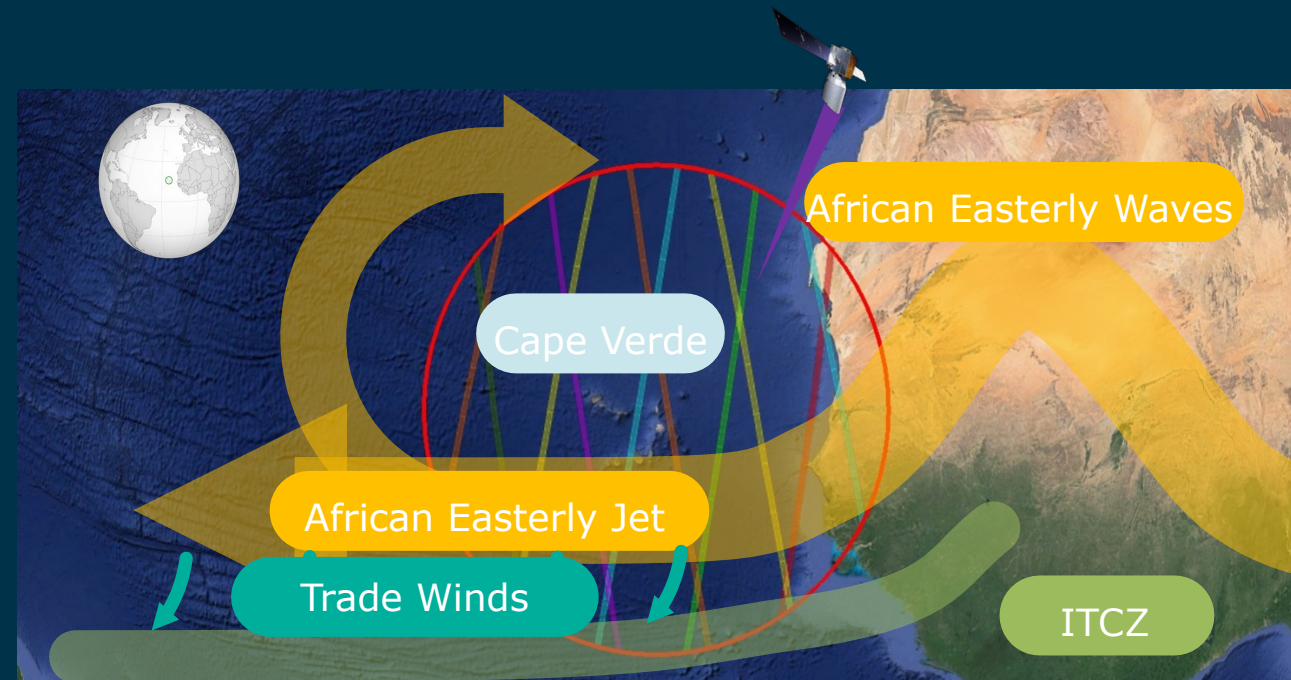 African Easterly Waves
Cape Verde
African Easterly Jet
Trade Winds
ITCZ